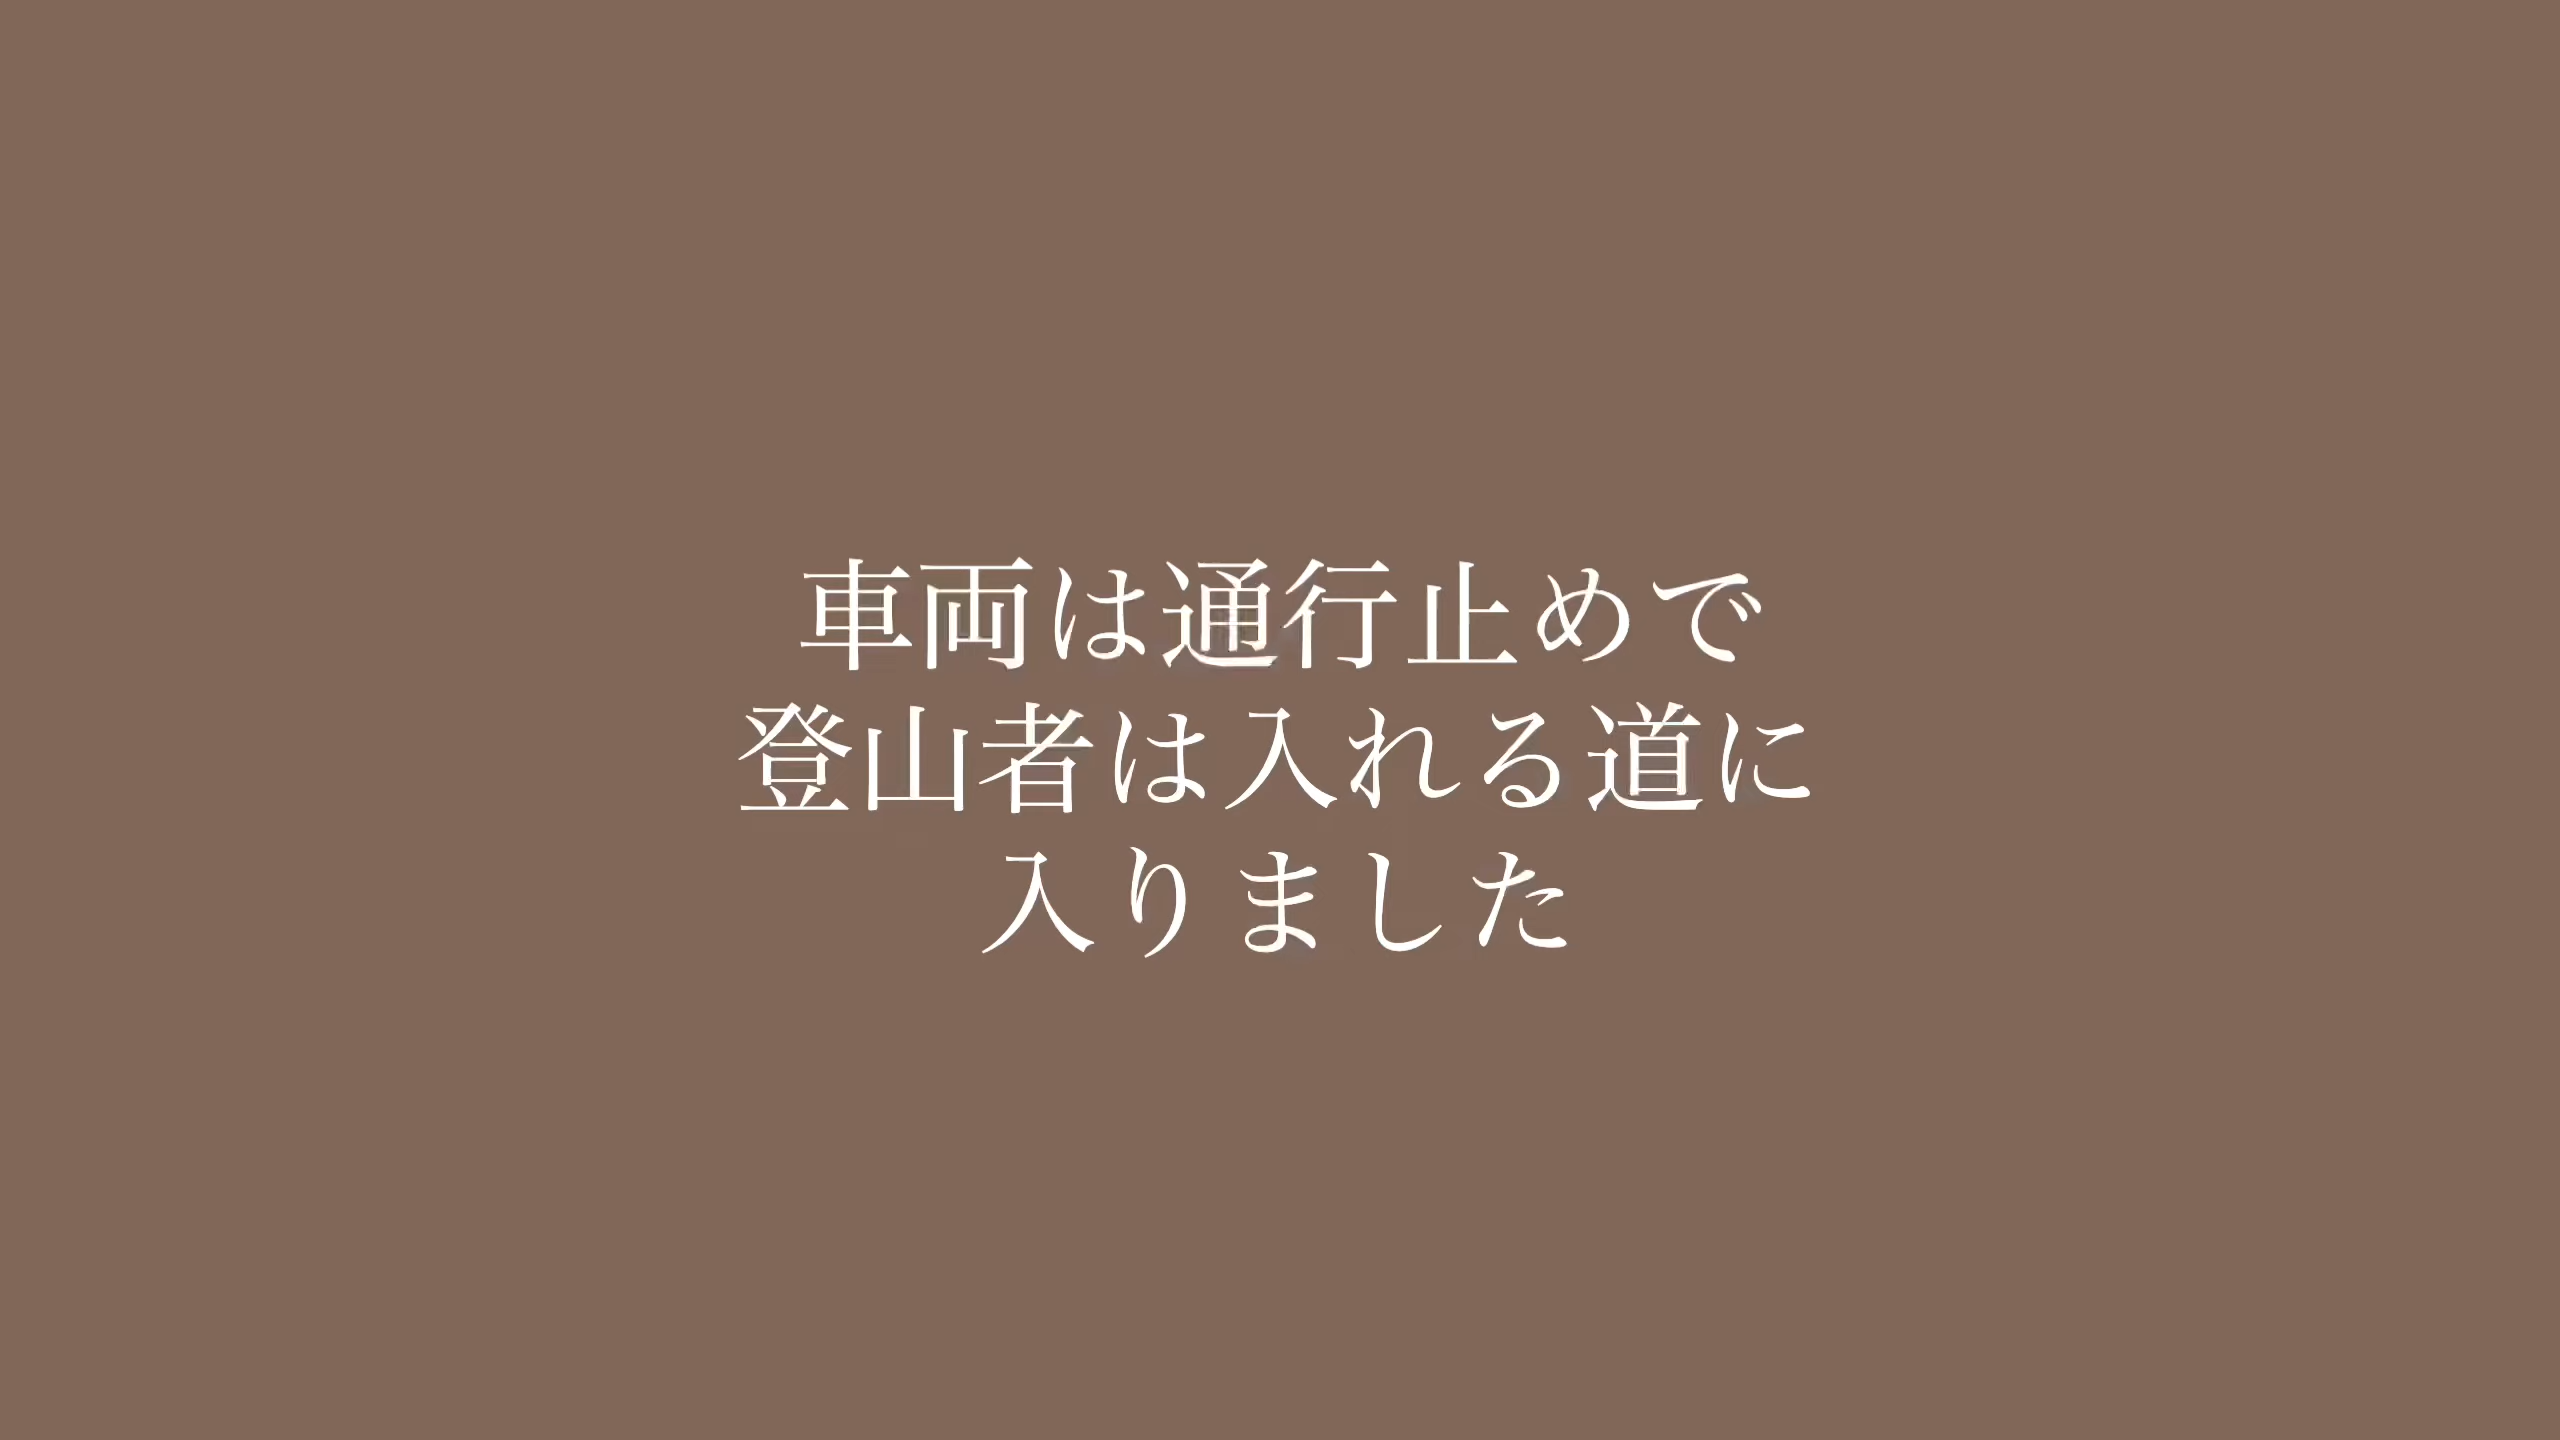 車両は通行止めで
登山者は入れる道に
入りました